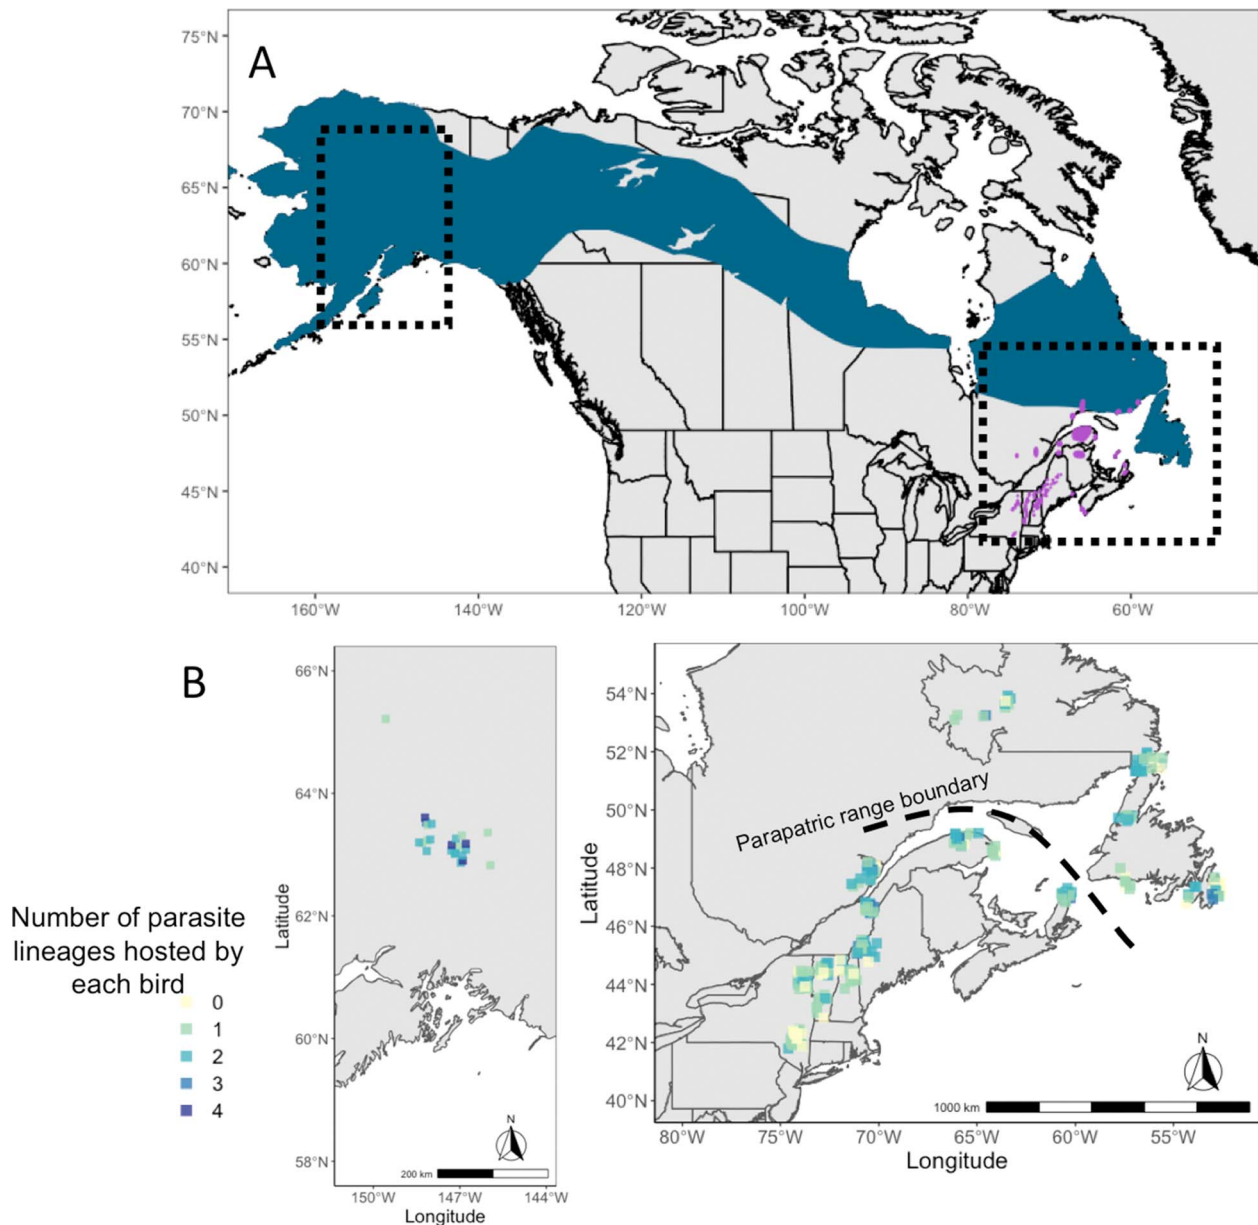 A
75°N
70°N
65°N
60°N
55°N
50°N
45°N
40°N
160°W 140°W 120°W 100°W 80°W 60°W
B
Number of parasite
lineages hosted by
each bird
0
1
2
3
4
Latitude
66°N
64°N
62°N
60°N
58°N
N
200 km
150°W 147°W 144°W
Longitude
Latitude
54°N
52°N
50°N
48°N
46°N
44°N
42°N
40°N
Parapatric range boundary
N
1000 km
80°W 75°W 70°W 65°W 60°W 55°W
Longitude